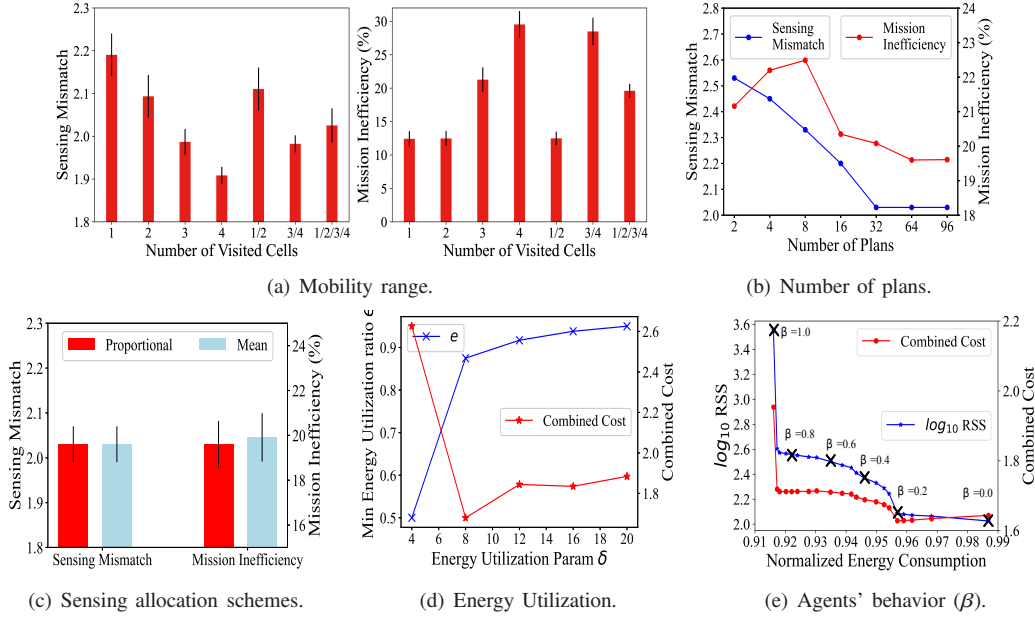 2.3
2.2
2.1
2.0
1.9
1.8
Sensing Mismatch
1 2 3 4 1/2 3/4 1/2/3/4
Number of Visited Cells
30
25
20
15
10
5
0
Mission Inefficiency (%)
1 2 3 4 1/2 3/4 1/2/3/4
Number of Visited Cells
(a) Mobility range.
2.8
2.7
2.6
2.5
2.4
2.3
2.2
2.1
2.0
Sensing Mismatch
Sensing
Mismatch
Mission
Inefficiency
24
23
22
21
20
19
18
Mission Inefficiency (%)
2 4 8 16 32 64 96
Number of Plans
(b) Number of plans.
2.3
2.2
2.1
2.0
1.9
1.8
Sensing Mismatch
Proportional
Mean
24
22
20
18
16
Mission Inefficiency (%)
Sensing Mismatch Mission Inefficiency
(c) Sensing allocation schemes.
0.9
0.8
0.7
0.6
0.5
Min Energy Utilization ratio e
e
Combined Cost
2.6
2.4
2.2
2.0
1.8
Combined Cost
4 6 8 10 12 14 16 18 20
Energy Utilization Param δ
(d) Energy Utilization.
3.6
3.4
3.2
3.0
2.8
2.6
2.4
2.2
2.0
log10 RSS
β =1.0
β =0.8
β =0.6
β =0.4
β =0.2
β =0.0
Combined Cost
log10 RSS
2.2
2.0
1.8
1.6
Combined Cost
0.91 0.92 0.93 0.94 0.95 0.96 0.98 0.97 0.99
Normalized Energy Consumption
(e) Agents' behavior (β).